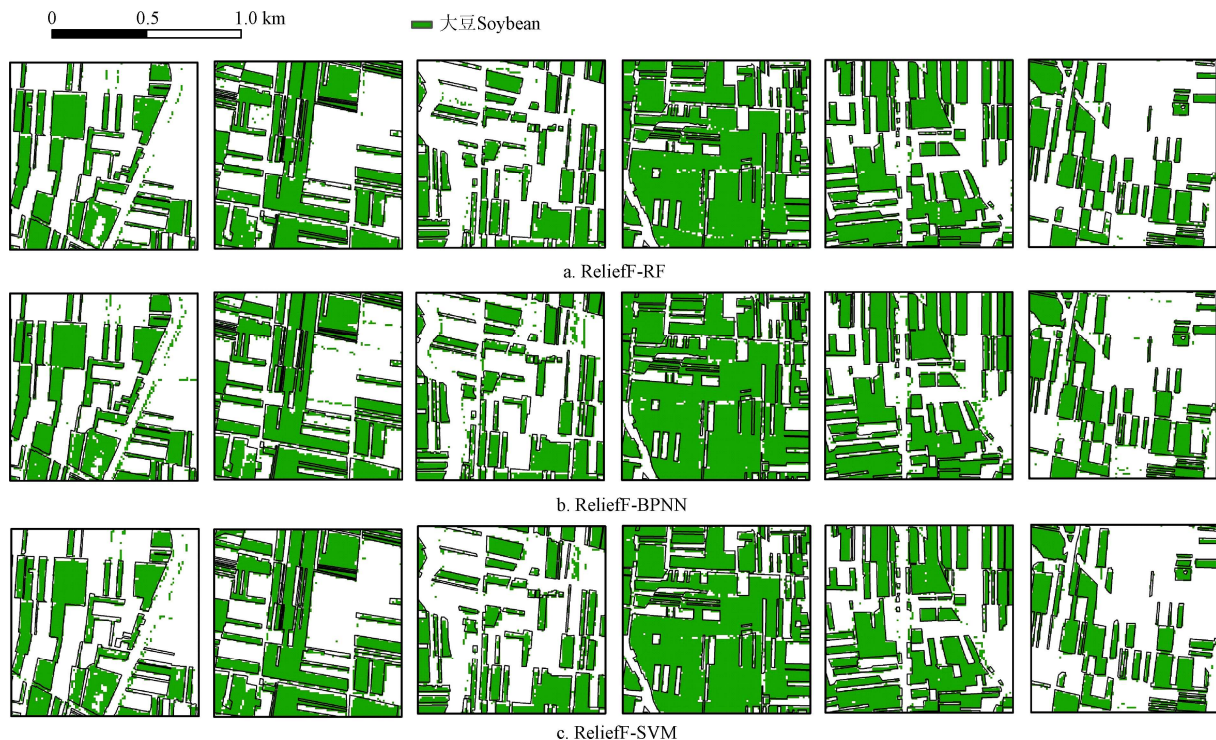 0 0.5 1.0 km
大豆Soybean
a. ReliefF-RF
b. ReliefF-BPNN
c. ReliefF-SVM